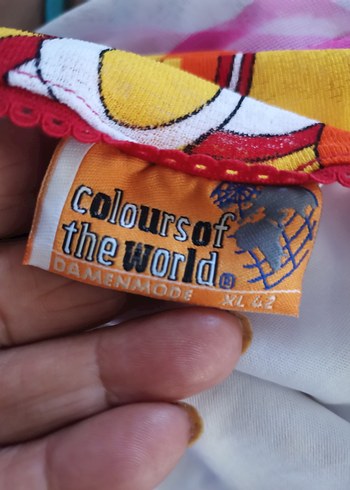 colours of
the world®
DAMENMODE XL 42